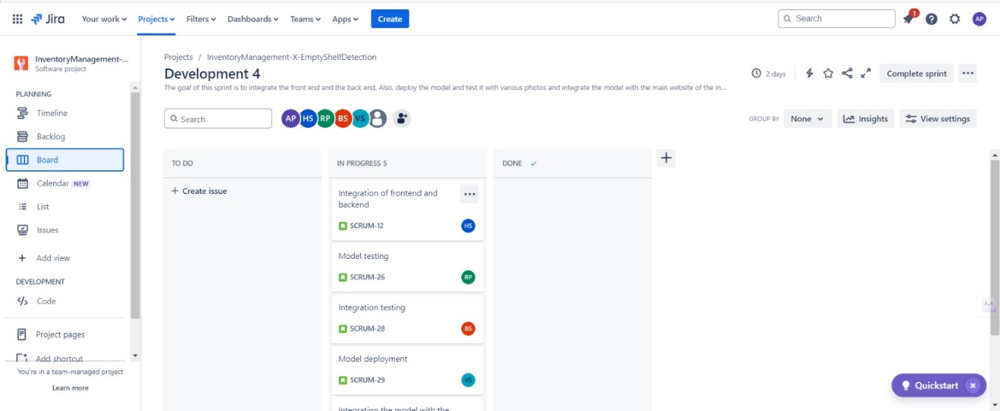 Jira
Your work
Projects
Filters
Dashboards
Teams
Apps
Create
Search
1
AP
InventoryManagement-...
Software project
PLANNING
Timeline
Backlog
Board
Calendar NEW
List
Issues
Add view
DEVELOPMENT
Code
Project pages
Add shortcut
You're in a team-managed project
Learn more
Projects / InventoryManagement-X-EmptyShelfDetection
Development 4
The goal of this sprint is to integrate the front end and the back end. Also, deploy the model and test it with various photos and integrate the model with the main website of the in...
2 days
Complete sprint
Search
AP HS RP BS VS
GROUP BY None
Insights
View settings
TO DO
+ Create issue
IN PROGRESS 5
Integration of frontend and
backend
SCRUM-12 HS
Model testing
SCRUM-26 RP
Integration testing
SCRUM-28 BS
Model deployment
SCRUM-29 VS
Integrating the model with the
DONE
Quickstart